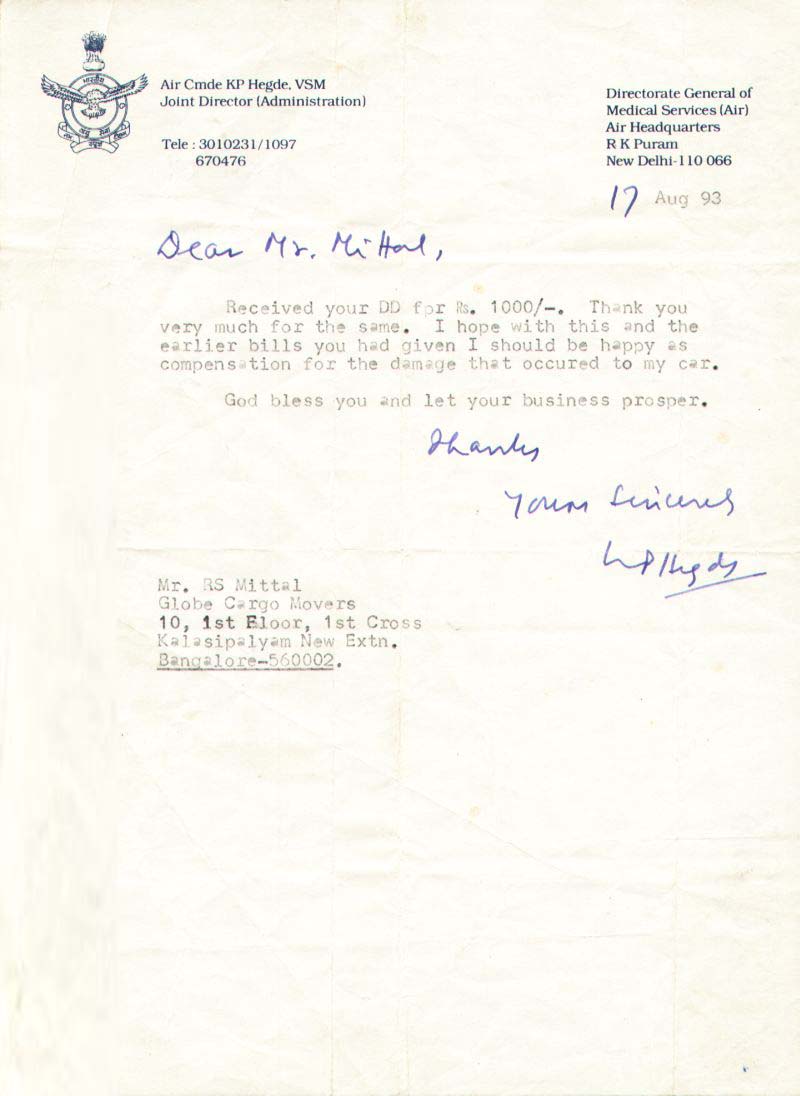 Air Cmde KP Hegde, VSM
Joint Director (Administration)
Tele : 3010231/1097
670476
Directorate General of
Medical Services (Air)
Air Headquarters
R K Puram
New Delhi-110 066
17 Aug 93
Dear Mr. Mittal,
Received your DD for Rs. 1000/-. Thank you
very much for the same. I hope with this and the
earlier bills you had given I should be happy as
compensation for the damage that occured to my car.
God bless you and let your business prosper.
Thanks
Yours Sincerely
KP Hegde
Mr. RS Mittal
Globe Cargo Movers
10, 1st Floor, 1st Cross
Kalasipalyam New Extn.
Bangalore-560002.